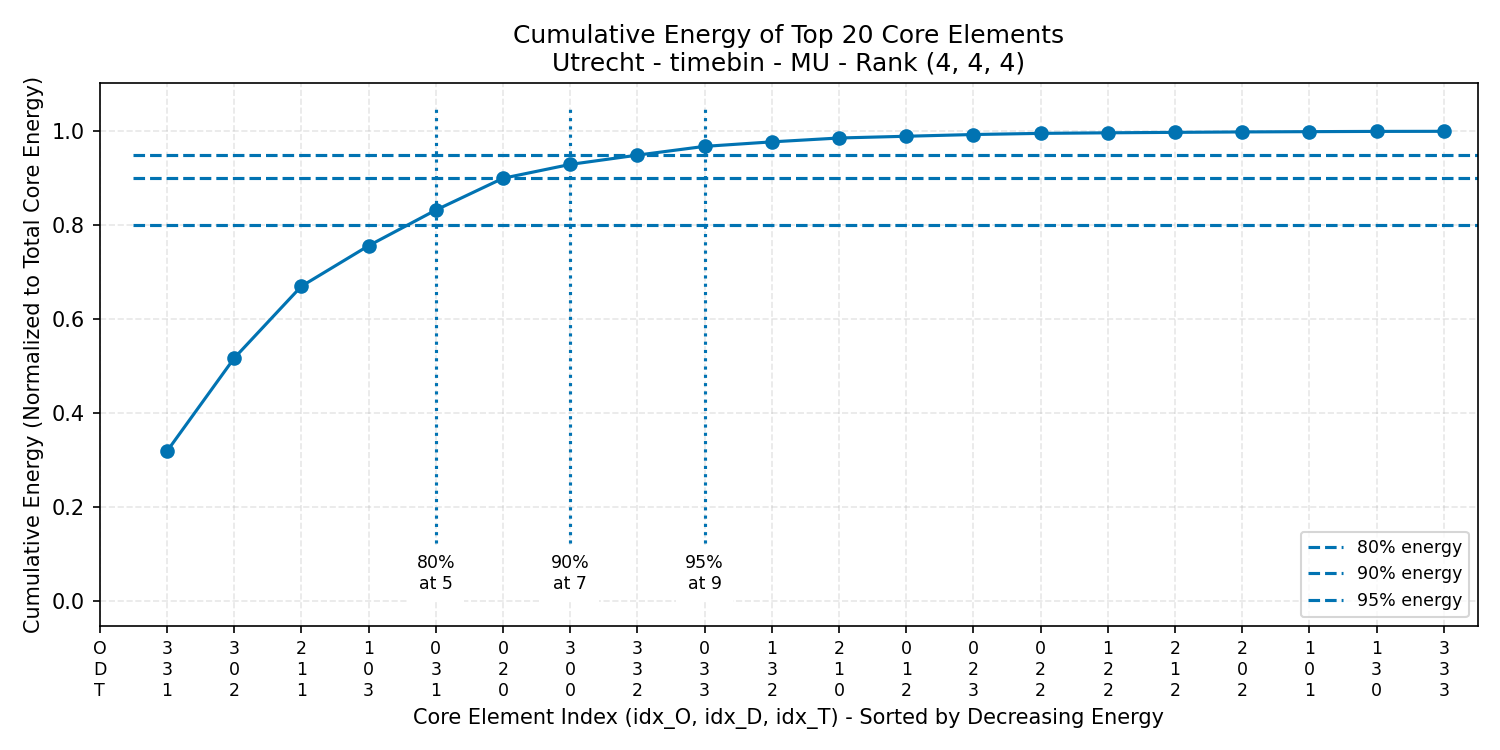 Cumulative Energy of Top 20 Core Elements
Utrecht - timebin - MU - Rank (4, 4, 4)
Cumulative Energy (Normalized to Total Core Energy)
1.0
0.8
0.6
0.4
0.2
0.0
80%
at 5
90%
at 7
95%
at 9
80% energy
90% energy
95% energy
O 3 3 2 1 0 0 3 3 0 1 2 0 0 0 1 2 2 1 1 3
D 3 0 1 0 3 2 0 3 3 3 1 1 2 2 2 1 0 0 3 3
T 1 2 1 3 1 0 0 2 3 2 0 2 3 2 2 2 2 1 0 3
Core Element Index (idx_O, idx_D, idx_T) - Sorted by Decreasing Energy